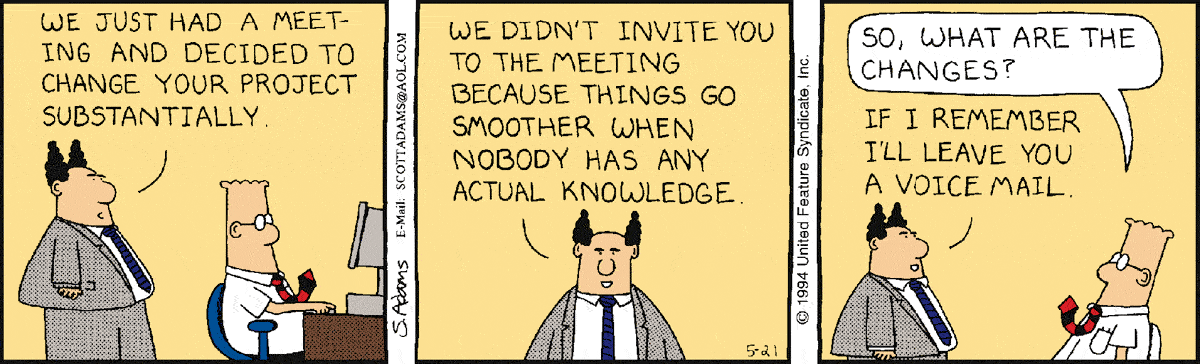 WE JUST HAD A MEET-
ING AND DECIDED TO
CHANGE YOUR PROJECT
SUBSTANTIALLY.
S.Adams
E-Mail: SCOTTADAMS@AOL.COM
WE DIDN'T INVITE YOU
TO THE MEETING
BECAUSE THINGS GO
SMOOTHER WHEN
NOBODY HAS ANY
ACTUAL KNOWLEDGE.
5-21
© 1994 United Feature Syndicate, Inc.
SO, WHAT ARE THE
CHANGES?
IF I REMEMBER
I'LL LEAVE YOU
A VOICE MAIL.